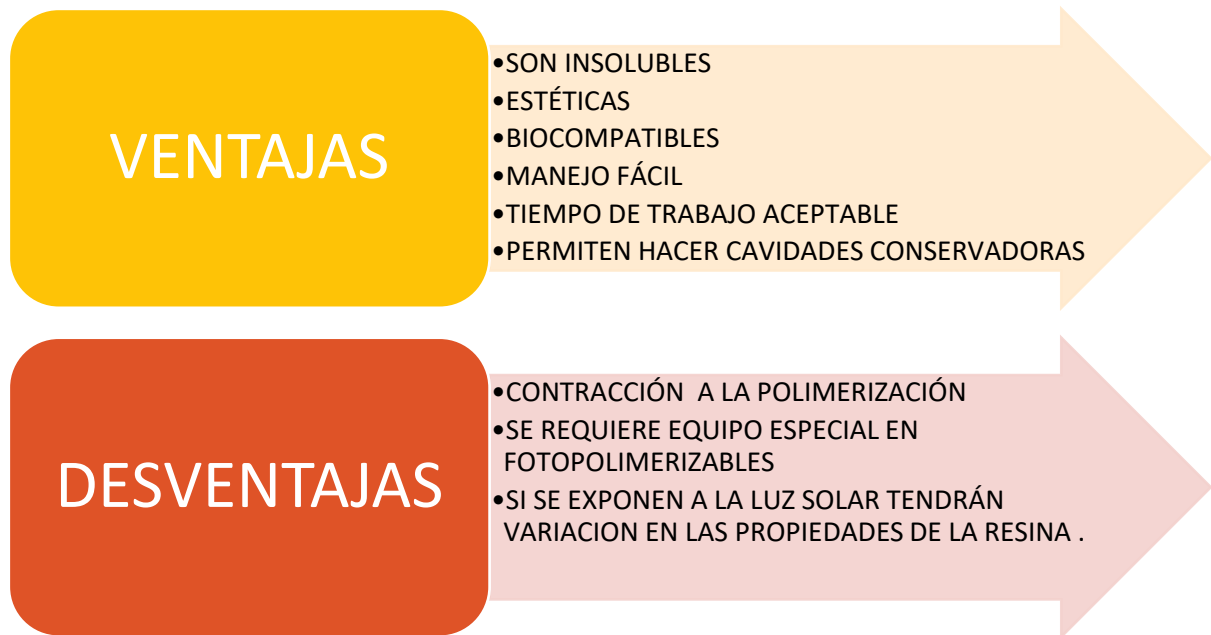 VENTAJAS
•SON INSOLUBLES
•ESTÉTICAS
•BIOCOMPATIBLES
•MANEJO FÁCIL
•TIEMPO DE TRABAJO ACEPTABLE
•PERMITEN HACER CAVIDADES CONSERVADORAS
DESVENTAJAS
•CONTRACCIÓN  A LA POLIMERIZACIÓN
•SE REQUIERE EQUIPO ESPECIAL EN
FOTOPOLIMERIZABLES
•SI SE EXPONEN A LA LUZ SOLAR TENDRÁN
VARIACION EN LAS PROPIEDADES DE LA RESINA .